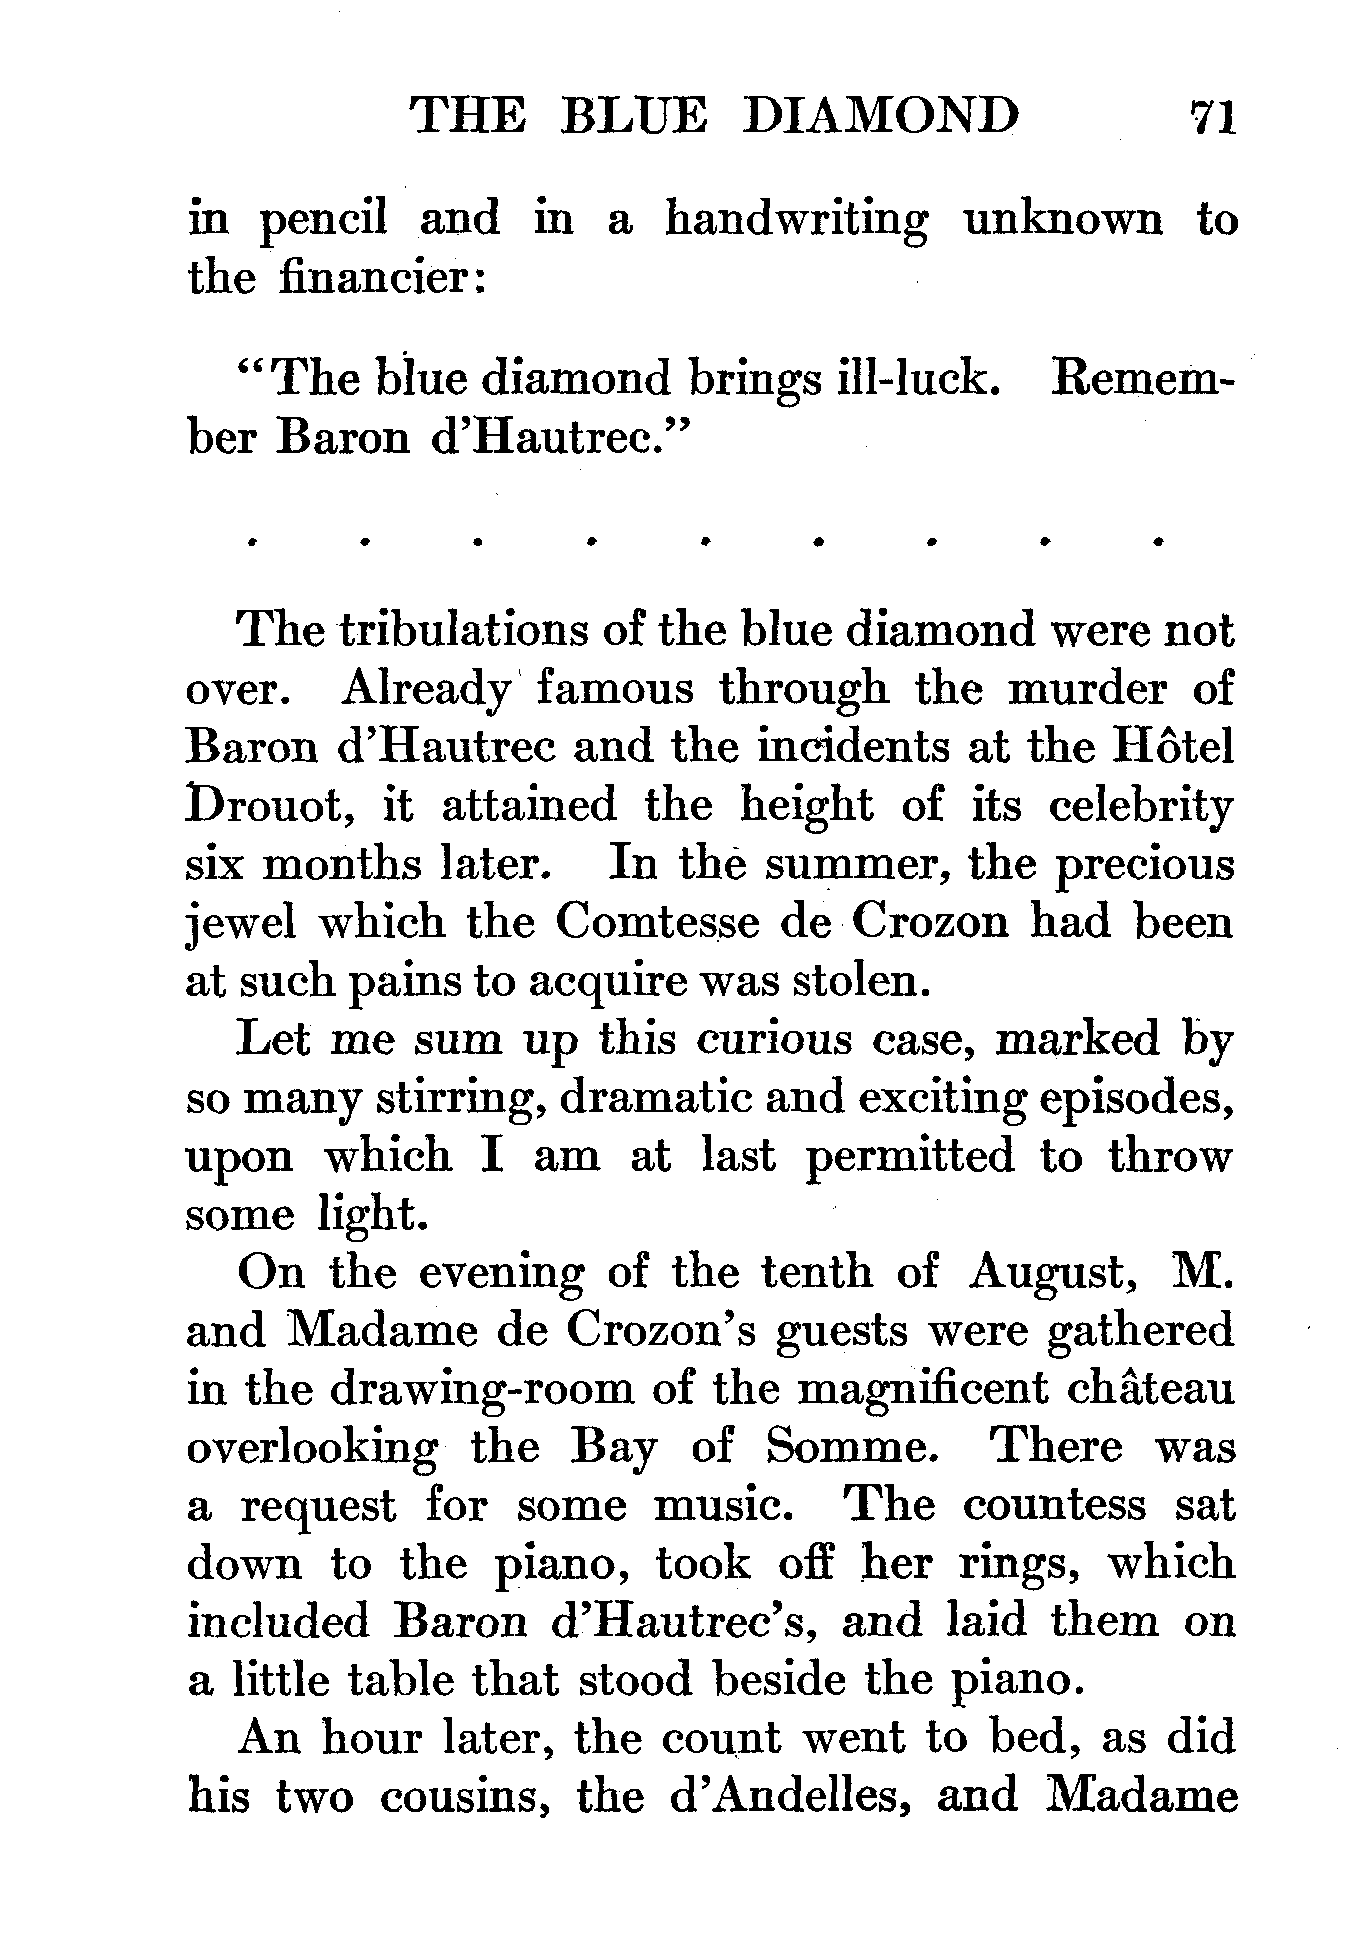 THE BLUE DIAMOND 71
in pencil and in a handwriting unknown to
the financier:
“The blue diamond brings ill-luck. Remem-
ber Baron d’Hautrec.”
. . . . . . . . .
The tribulations of the blue diamond were not
over. Already famous through the murder of
Baron d’Hautrec and the incidents at the Hôtel
Drouot, it attained the height of its celebrity
six months later. In the summer, the precious
jewel which the Comtesse de Crozon had been
at such pains to acquire was stolen.
Let me sum up this curious case, marked by
so many stirring, dramatic and exciting episodes,
upon which I am at last permitted to throw
some light.
On the evening of the tenth of August, M.
and Madame de Crozon’s guests were gathered
in the drawing-room of the magnificent château
overlooking the Bay of Somme. There was
a request for some music. The countess sat
down to the piano, took off her rings, which
included Baron d’Hautrec’s, and laid them on
a little table that stood beside the piano.
An hour later, the count went to bed, as did
his two cousins, the d’Andelles, and Madame